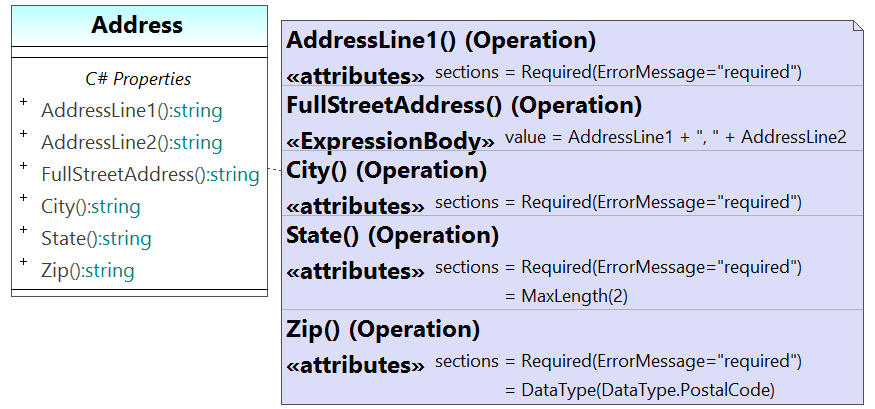 Address
C# Properties
+ AddressLine1():string
+ AddressLine2():string
+ FullStreetAddress():string
+ City():string
+ State():string
+ Zip():string
AddressLine1() (Operation)
«attributes» sections = Required(ErrorMessage="required")
FullStreetAddress() (Operation)
«ExpressionBody» value = AddressLine1 + ", " + AddressLine2
City() (Operation)
«attributes» sections = Required(ErrorMessage="required")
State() (Operation)
«attributes» sections = Required(ErrorMessage="required")
= MaxLength(2)
Zip() (Operation)
«attributes» sections = Required(ErrorMessage="required")
= DataType(DataType.PostalCode)